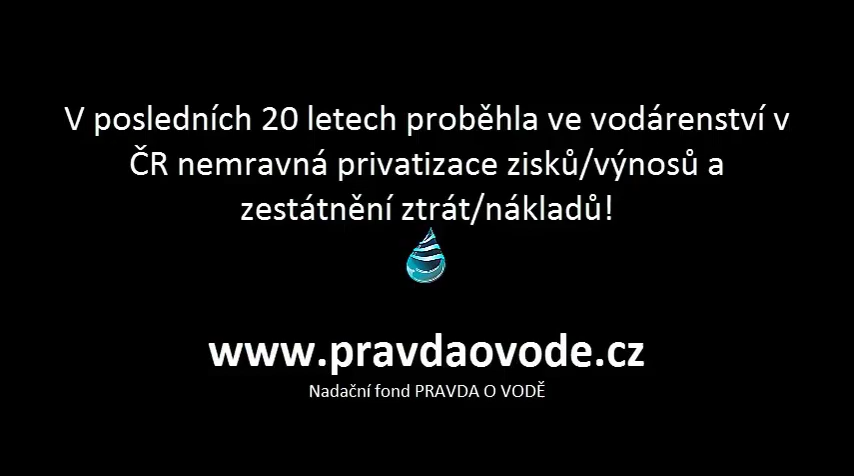 V posledních 20 letech proběhla ve vodárenství v
ČR nemravná privatizace zisků/výnosů a
zestátnění ztrát/nákladů!
www.pravdaovode.cz
Nadační fond PRAVDA O VODĚ